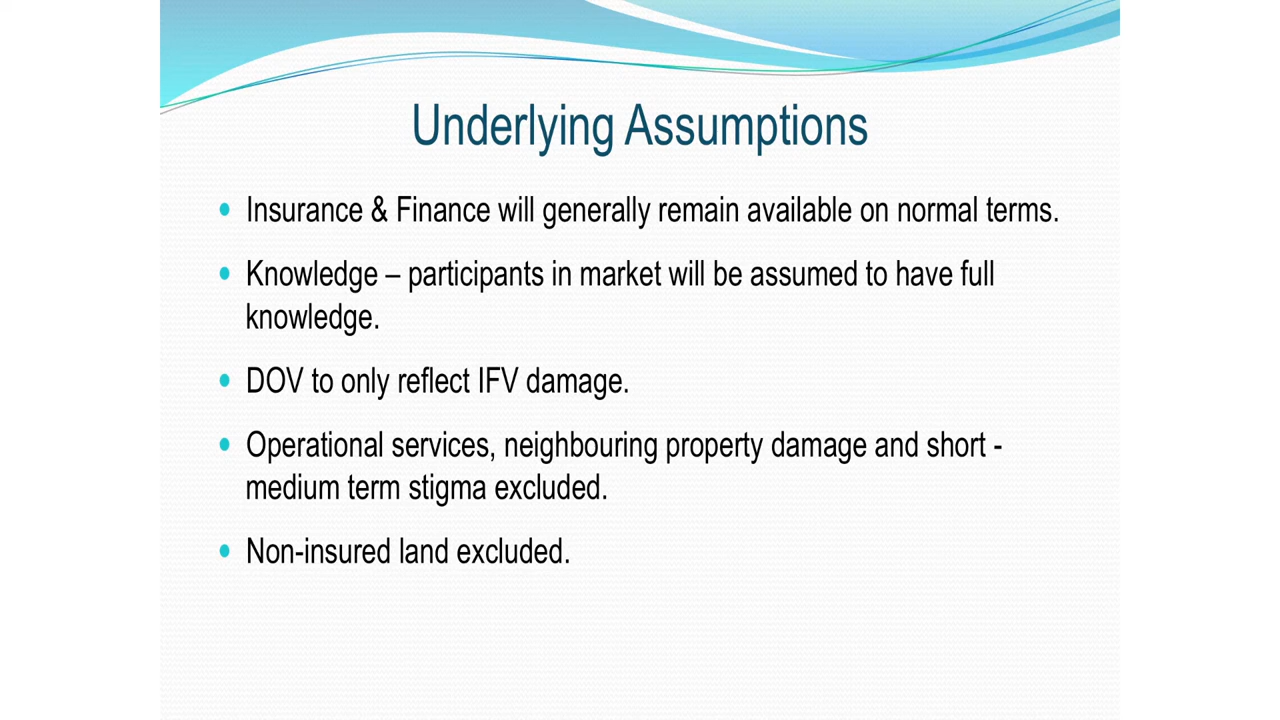 Underlying Assumptions
• Insurance & Finance will generally remain available on normal terms.
• Knowledge – participants in market will be assumed to have full
knowledge.
• DOV to only reflect IFV damage.
• Operational services, neighbouring property damage and short -
medium term stigma excluded.
• Non-insured land excluded.